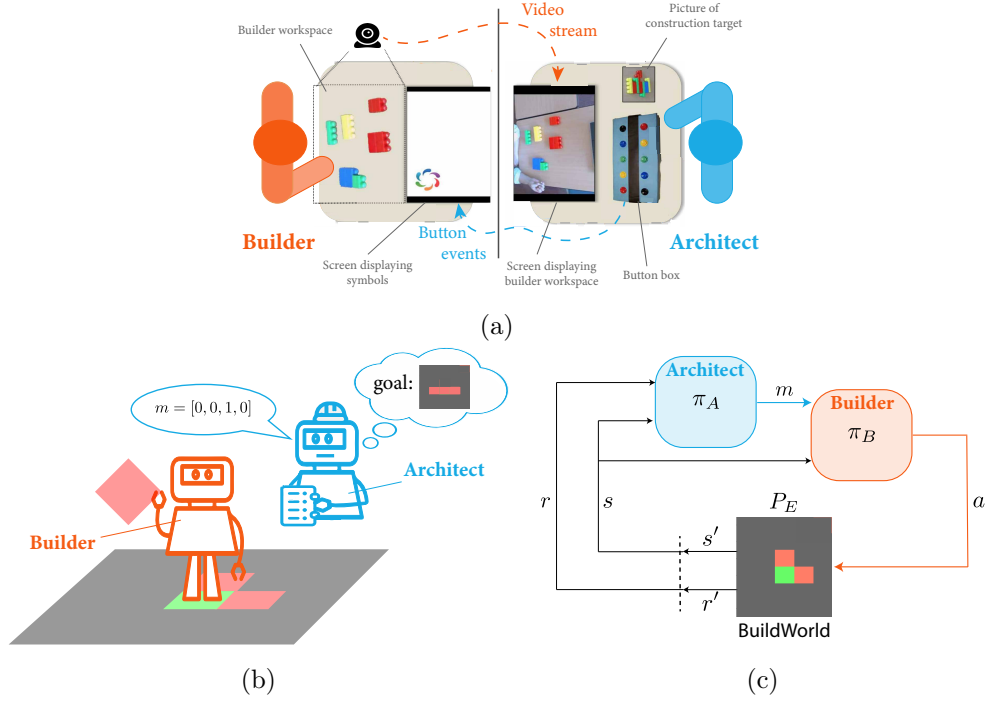 Builder workspace
Video
stream
Picture of
construction target
Builder
Button
events
Architect
Screen displaying
symbols
Screen displaying
builder workspace
Button box
(a)
m = [0, 0, 1, 0]
goal:
Architect
Builder
(b)
Architect
π_A
m
Builder
π_B
r
s
a
P_E
s′
r′
BuildWorld
(c)